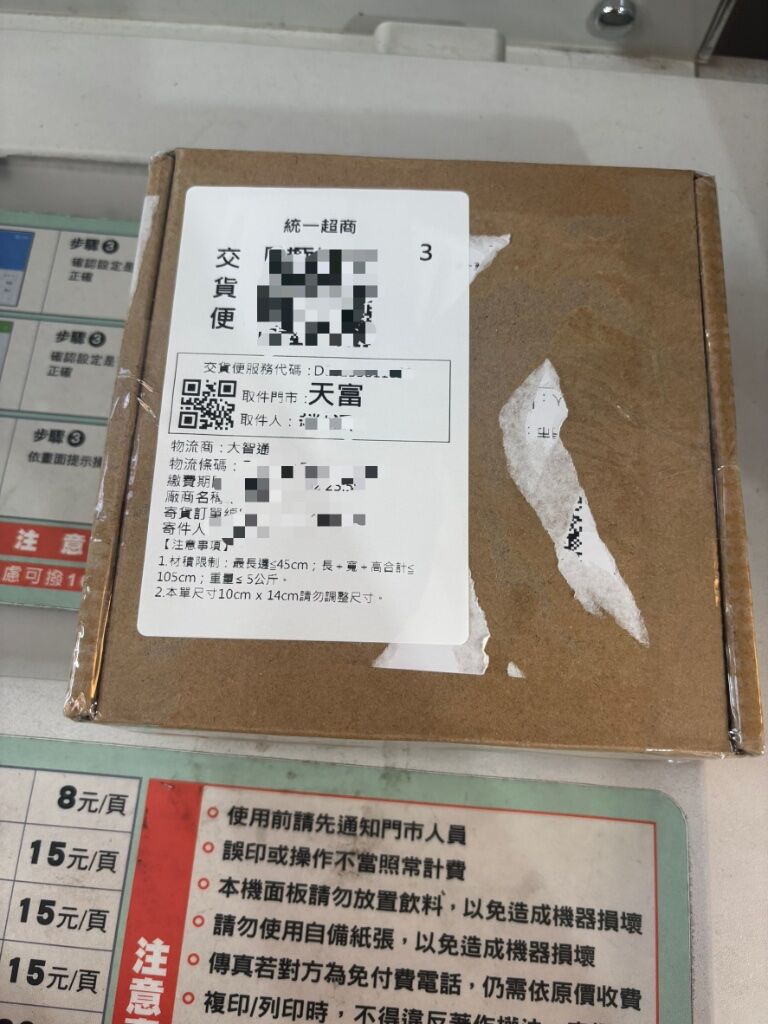 統一超商
交貨便
3
交貨便服務代碼：D
取件門市：天富
取件人：
物流商：大智通
物流條碼：
繳費期
廠商名稱
寄貨訂單編
寄件人
【注意事項】
1.材積限制：最長邊≦45cm；長+寬+高合計≦
105cm；重量≦5公斤。
2.本單尺寸10cm x 14cm請勿調整尺寸。
步驟3
確認設定是
正確
步驟3
確認設定是
正確
步驟3
依畫面提示
注意
慮可撥1
8元/頁
15元/頁
15元/頁
15元/頁
注意
使用前請先通知門市人員
誤印或操作不當照常計費
本機面板請勿放置飲料，以免造成機器損壞
請勿使用自備紙張，以免造成機器損壞
傳真若對方為免付費電話，仍需依原價收費
複印/列印時，不得違反著作權法